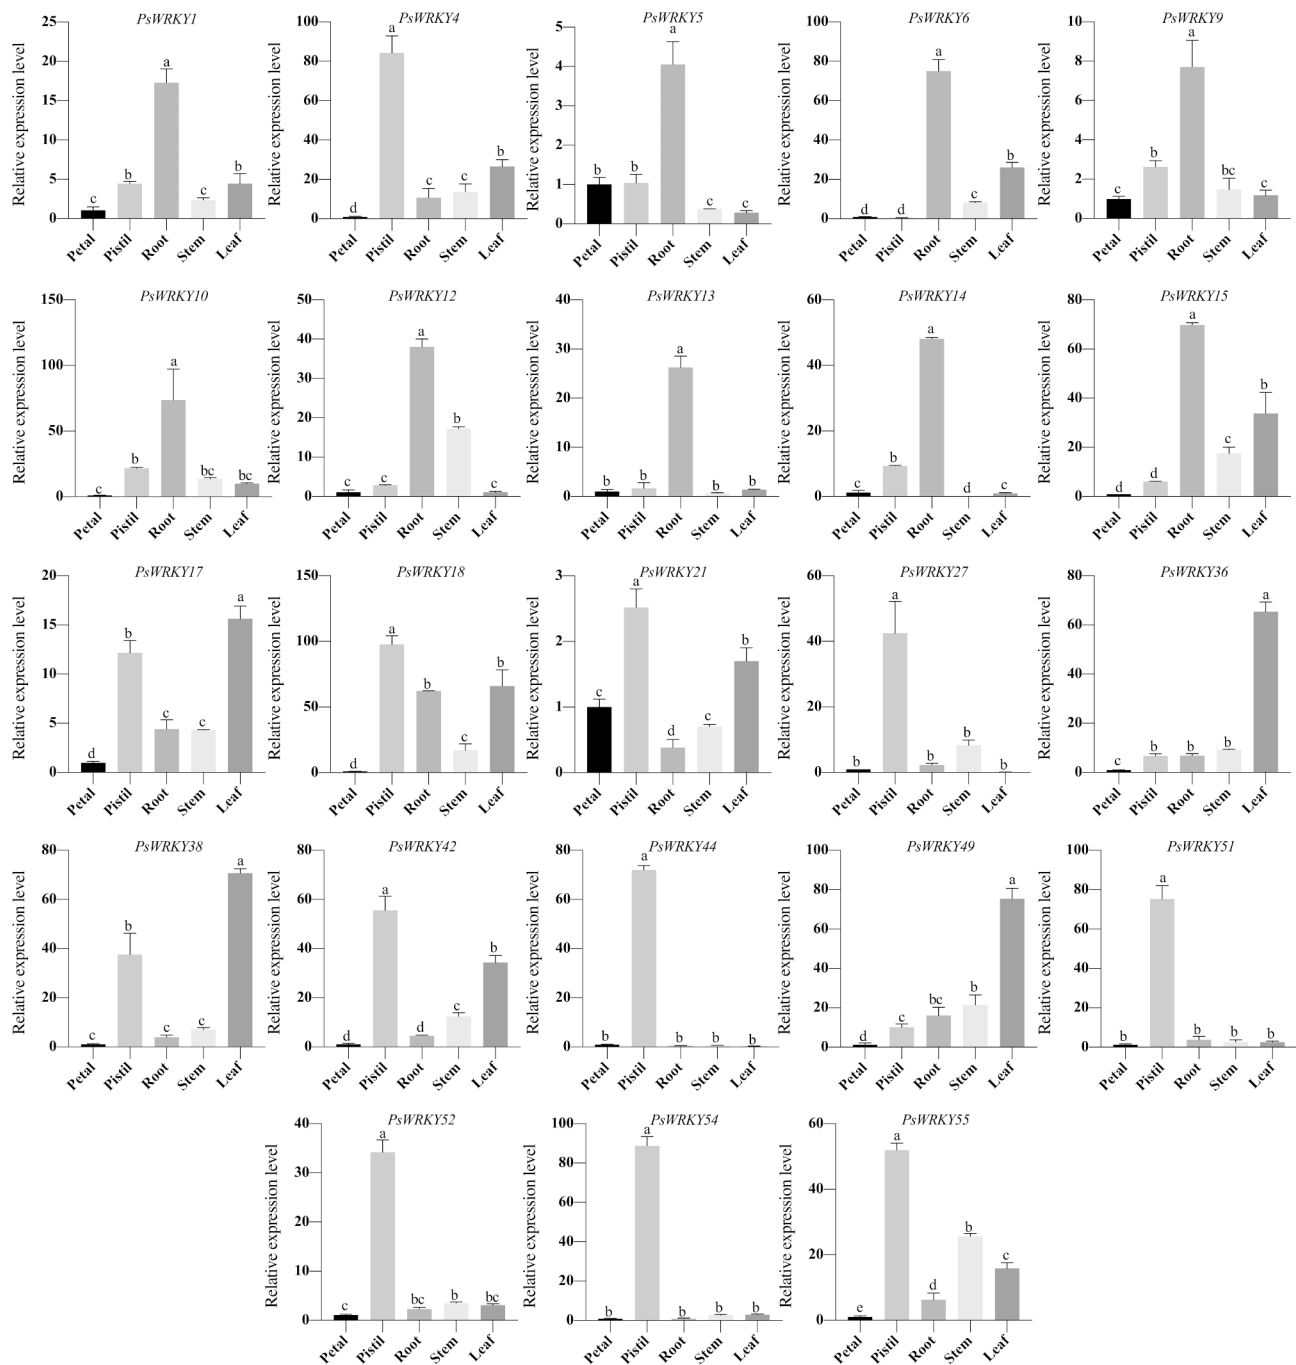 PsWRKY1
Relative expression level
25
20
15
10
5
0
c
b
a
c
b
Petal
Pistil
Root
Stem
Leaf
PsWRKY4
Relative expression level
100
80
60
40
20
0
d
a
c
c
b
Petal
Pistil
Root
Stem
Leaf
PsWRKY5
Relative expression level
5
4
3
2
1
0
b
b
a
c
c
Petal
Pistil
Root
Stem
Leaf
PsWRKY6
Relative expression level
100
80
60
40
20
0
d
d
a
c
b
Petal
Pistil
Root
Stem
Leaf
PsWRKY9
Relative expression level
10
8
6
4
2
0
c
b
a
bc
c
Petal
Pistil
Root
Stem
Leaf
PsWRKY10
Relative expression level
150
100
50
0
c
b
a
bc
bc
Petal
Pistil
Root
Stem
Leaf
PsWRKY12
Relative expression level
50
40
30
20
10
0
c
c
a
b
c
Petal
Pistil
Root
Stem
Leaf
PsWRKY13
Relative expression level
40
30
20
10
0
b
b
a
b
b
Petal
Pistil
Root
Stem
Leaf
PsWRKY14
Relative expression level
60
40
20
0
c
b
a
d
c
Petal
Pistil
Root
Stem
Leaf
PsWRKY15
Relative expression level
80
60
40
20
0
d
d
a
c
b
Petal
Pistil
Root
Stem
Leaf
PsWRKY17
Relative expression level
20
15
10
5
0
d
b
c
c
a
Petal
Pistil
Root
Stem
Leaf
PsWRKY18
Relative expression level
150
100
50
0
d
a
b
c
b
Petal
Pistil
Root
Stem
Leaf
PsWRKY21
Relative expression level
3
2
1
0
c
a
d
c
b
Petal
Pistil
Root
Stem
Leaf
PsWRKY27
Relative expression level
60
40
20
0
b
a
b
b
b
Petal
Pistil
Root
Stem
Leaf
PsWRKY36
Relative expression level
80
60
40
20
0
c
b
b
b
a
Petal
Pistil
Root
Stem
Leaf
PsWRKY38
Relative expression level
80
60
40
20
0
c
b
c
c
a
Petal
Pistil
Root
Stem
Leaf
PsWRKY42
Relative expression level
80
60
40
20
0
d
a
d
c
b
Petal
Pistil
Root
Stem
Leaf
PsWRKY44
Relative expression level
80
60
40
20
0
b
a
b
b
b
Petal
Pistil
Root
Stem
Leaf
PsWRKY49
Relative expression level
100
80
60
40
20
0
d
c
bc
b
a
Petal
Pistil
Root
Stem
Leaf
PsWRKY51
Relative expression level
100
80
60
40
20
0
b
a
b
b
b
Petal
Pistil
Root
Stem
Leaf
PsWRKY52
Relative expression level
40
30
20
10
0
c
a
bc
b
bc
Petal
Pistil
Root
Stem
Leaf
PsWRKY54
Relative expression level
100
80
60
40
20
0
b
a
b
b
b
Petal
Pistil
Root
Stem
Leaf
PsWRKY55
Relative expression level
60
40
20
0
e
a
d
b
c
Petal
Pistil
Root
Stem
Leaf